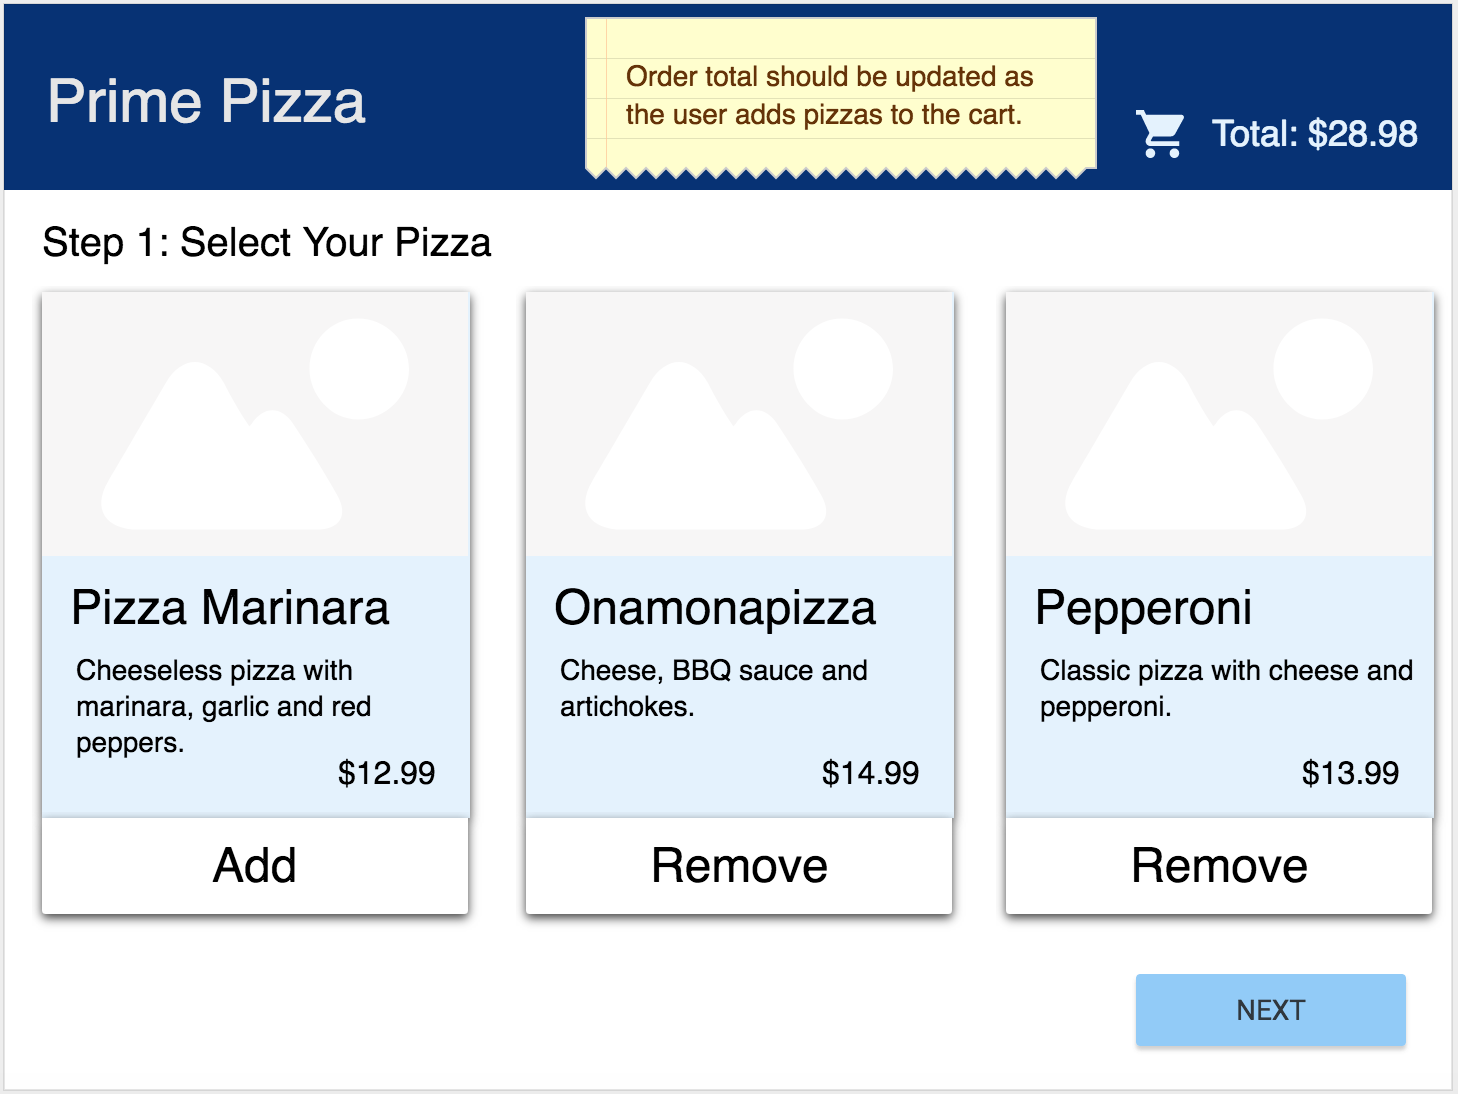 Prime Pizza
Order total should be updated as
the user adds pizzas to the cart.
Total: $28.98
Step 1: Select Your Pizza
Pizza Marinara
Cheeseless pizza with
marinara, garlic and red
peppers.
$12.99
Add
Onamonapizza
Cheese, BBQ sauce and
artichokes.
$14.99
Remove
Pepperoni
Classic pizza with cheese and
pepperoni.
$13.99
Remove
NEXT